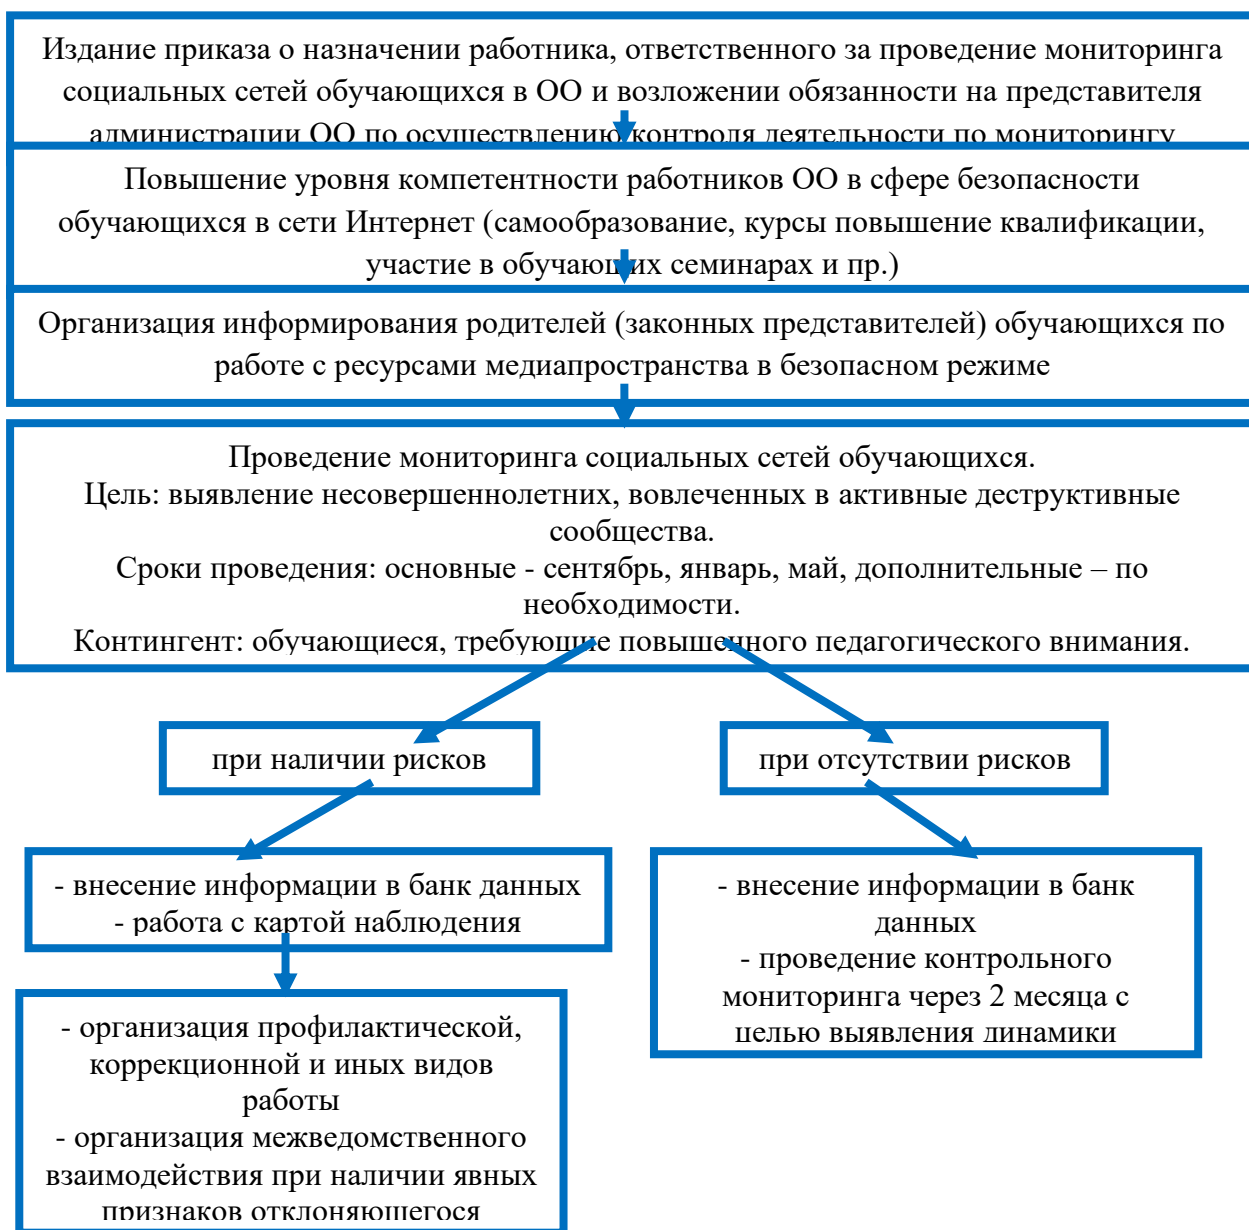 Издание приказа о назначении работника, ответственного за проведение мониторинга
социальных сетей обучающихся в ОО и возложении обязанности на представителя
администрации ОО по осуществлению контроля деятельности по мониторингу
Повышение уровня компетентности работников ОО в сфере безопасности
обучающихся в сети Интернет (самообразование, курсы повышение квалификации,
участие в обучающих семинарах и пр.)
Организация информирования родителей (законных представителей) обучающихся по
работе с ресурсами медиапространства в безопасном режиме
Проведение мониторинга социальных сетей обучающихся.
Цель: выявление несовершеннолетних, вовлеченных в активные деструктивные
сообщества.
Сроки проведения: основные - сентябрь, январь, май, дополнительные – по
необходимости.
Контингент: обучающиеся, требующие повышенного педагогического внимания.
при наличии рисков
при отсутствии рисков
- внесение информации в банк данных
- работа с картой наблюдения
- внесение информации в банк
данных
- проведение контрольного
мониторинга через 2 месяца с
целью выявления динамики
- организация профилактической,
коррекционной и иных видов
работы
- организация межведомственного
взаимодействия при наличии явных
признаков отклоняющегося